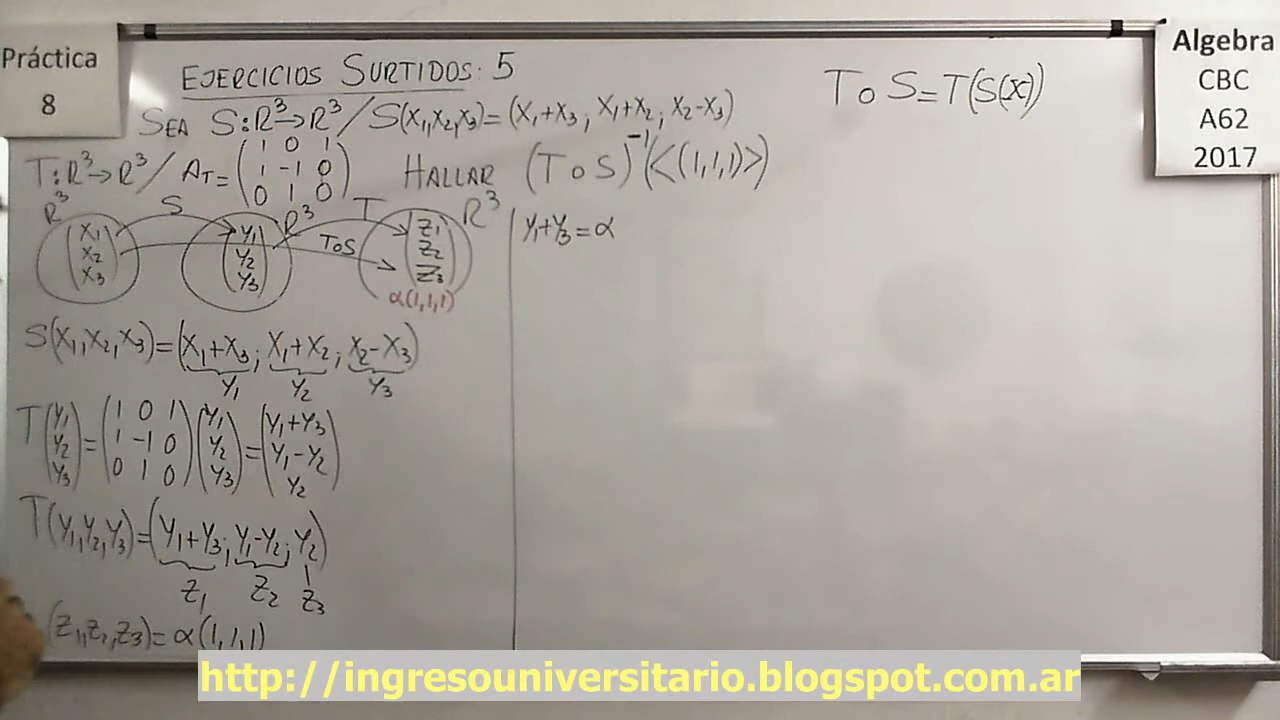 Práctica
8
Algebra
CBC
A62
2017
EJERCICIOS SURTIDOS: 5
SEA S: R³ → R³ / S(X₁,X₂,X₃) = (X₁+X₃ ; X₁+X₂ ; X₂-X₃)
T: R³ → R³ / A_T = (1 0 1
1 -1 0
0 1 0)
HALLAR (T o S)⁻¹(<(1,1,1)>)
T o S = T(S(X))
R³ S R³ T R³
(X₁ X₂ X₃) (Y₁ Y₂ Y₃) ToS (Z₁ Z₂ Z₃)
α(1,1,1)
S(X₁,X₂,X₃) = (X₁+X₃ ; X₁+X₂ ; X₂-X₃)
Y₁ Y₂ Y₃
T (Y₁ = (1 0 1 (Y₁ = (Y₁+Y₃
Y₂ 1 -1 0 Y₂ Y₁-Y₂
Y₃) 0 1 0) Y₃) Y₂)
T(Y₁,Y₂,Y₃) = (Y₁+Y₃ ; Y₁-Y₂ ; Y₂)
Z₁ Z₂ Z₃
(Z₁,Z₂,Z₃) = α(1,1,1)
Y₁+Y₃ = α
http://ingresouniversitario.blogspot.com.ar